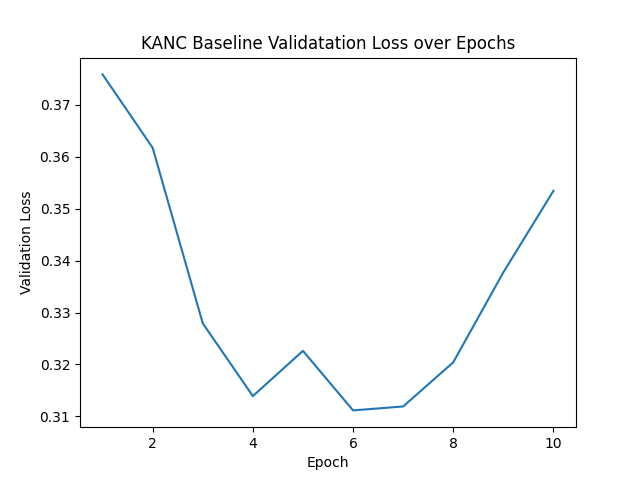 KANC Baseline Validatation Loss over Epochs
0.37
0.36
0.35
0.34
0.33
0.32
0.31
Validation Loss
2 4 6 8 10
Epoch